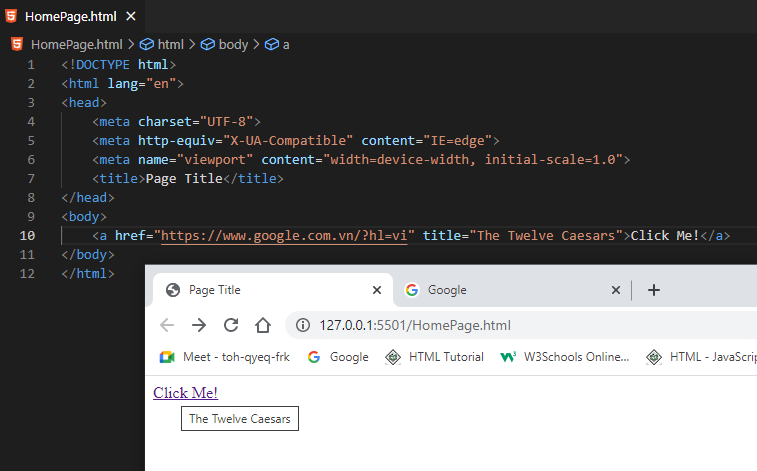 HomePage.html
HomePage.html > html > body > a
1 <!DOCTYPE html>
2 <html lang="en">
3 <head>
4 <meta charset="UTF-8">
5 <meta http-equiv="X-UA-Compatible" content="IE=edge">
6 <meta name="viewport" content="width=device-width, initial-scale=1.0">
7 <title>Page Title</title>
8 </head>
9 <body>
10 <a href="https://www.google.com.vn/?hl=vi" title="The Twelve Caesars">Click Me!</a>
11 </body>
12 </html>
Page Title Google
127.0.0.1:5501/HomePage.html
Meet - toh-qyeq-frk Google HTML Tutorial W3Schools Online... HTML - JavaScrip
Click Me!
The Twelve Caesars